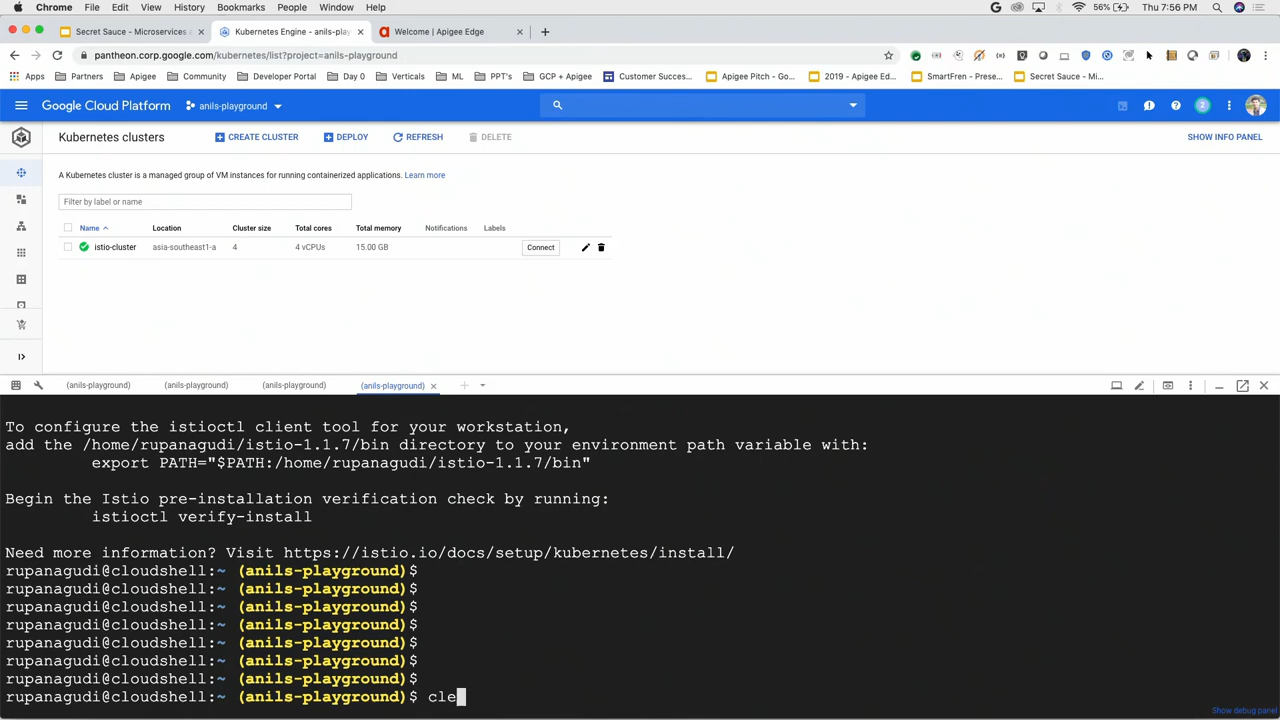 Chrome File Edit View History Bookmarks People Window Help 56% Thu 7:56 PM
Secret Sauce - Microservices a Kubernetes Engine - anils-play Welcome | Apigee Edge
pantheon.corp.google.com/kubernetes/list?project=anils-playground
Apps Partners Apigee Community Developer Portal Day 0 Verticals ML PPT's GCP + Apigee Customer Succes... Apigee Pitch - Go... 2019 - Apigee Ed... SmartFren - Prese... Secret Sauce - Mi...
Google Cloud Platform anils-playground 2
Kubernetes clusters CREATE CLUSTER DEPLOY REFRESH DELETE SHOW INFO PANEL
A Kubernetes cluster is a managed group of VM instances for running containerized applications. Learn more
Filter by label or name
Name Location Cluster size Total cores Total memory Notifications Labels
istio-cluster asia-southeast1-a 4 4 vCPUs 15.00 GB Connect
(anils-playground) (anils-playground) (anils-playground) (anils-playground)
To configure the istioctl client tool for your workstation,
add the /home/rupanagudi/istio-1.1.7/bin directory to your environment path variable with:
export PATH="$PATH:/home/rupanagudi/istio-1.1.7/bin"
Begin the Istio pre-installation verification check by running:
istioctl verify-install
Need more information? Visit https://istio.io/docs/setup/kubernetes/install/
rupanagudi@cloudshell:~ (anils-playground)$
rupanagudi@cloudshell:~ (anils-playground)$
rupanagudi@cloudshell:~ (anils-playground)$
rupanagudi@cloudshell:~ (anils-playground)$
rupanagudi@cloudshell:~ (anils-playground)$
rupanagudi@cloudshell:~ (anils-playground)$
rupanagudi@cloudshell:~ (anils-playground)$
rupanagudi@cloudshell:~ (anils-playground)$ cle
Show debug panel